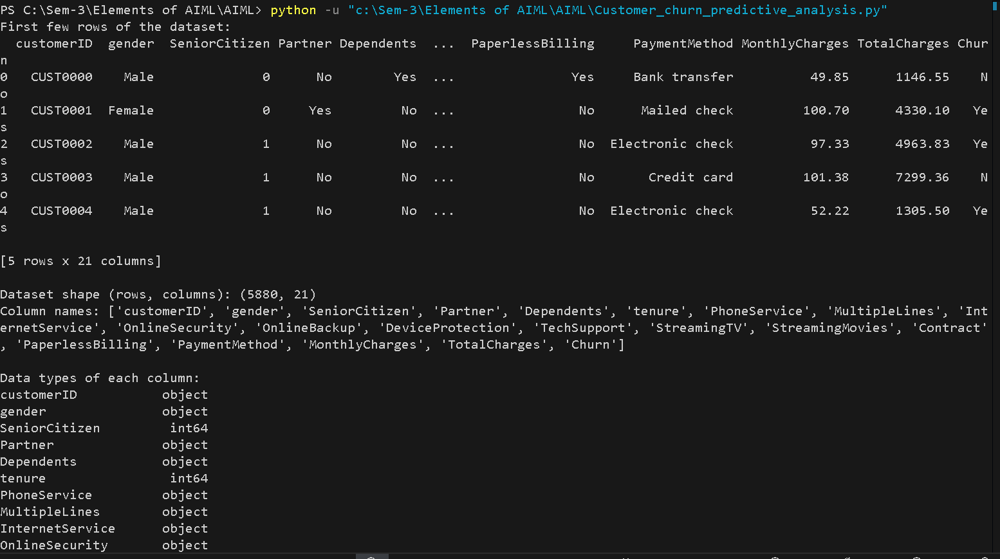 PS C:\Sem-3\Elements of AIML\AIML> python -u "c:\Sem-3\Elements of AIML\AIML\Customer_churn_predictive_analysis.py"
First few rows of the dataset:
  customerID  gender  SeniorCitizen Partner Dependents  ...  PaperlessBilling     PaymentMethod MonthlyCharges TotalCharges Chur
n
0   CUST0000    Male              0      No        Yes  ...               Yes     Bank transfer          49.85      1146.55    N
o
1   CUST0001  Female              0     Yes         No  ...                No      Mailed check         100.70      4330.10   Ye
s
2   CUST0002    Male              1      No         No  ...                No  Electronic check          97.33      4963.83   Ye
s
3   CUST0003    Male              1      No         No  ...                No       Credit card         101.38      7299.36    N
o
4   CUST0004    Male              1      No         No  ...                No  Electronic check          52.22      1305.50   Ye
s
[5 rows x 21 columns]
Dataset shape (rows, columns): (5880, 21)
Column names: ['customerID', 'gender', 'SeniorCitizen', 'Partner', 'Dependents', 'tenure', 'PhoneService', 'MultipleLines', 'Int
ernetService', 'OnlineSecurity', 'OnlineBackup', 'DeviceProtection', 'TechSupport', 'StreamingTV', 'StreamingMovies', 'Contract'
, 'PaperlessBilling', 'PaymentMethod', 'MonthlyCharges', 'TotalCharges', 'Churn']
Data types of each column:
customerID           object
gender               object
SeniorCitizen         int64
Partner              object
Dependents           object
tenure                int64
PhoneService         object
MultipleLines        object
InternetService      object
OnlineSecurity       object